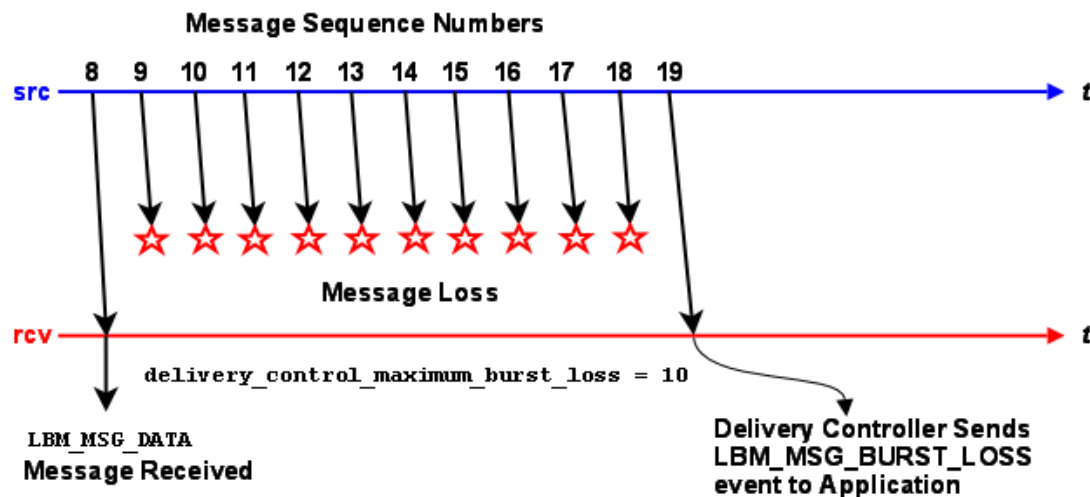 Message Sequence Numbers
8 9 10 11 12 13 14 15 16 17 18 19
src t
Message Loss
rcv t
delivery_control_maximum_burst_loss = 10
LBM_MSG_DATA
Message Received
Delivery Controller Sends
LBM_MSG_BURST_LOSS
event to Application